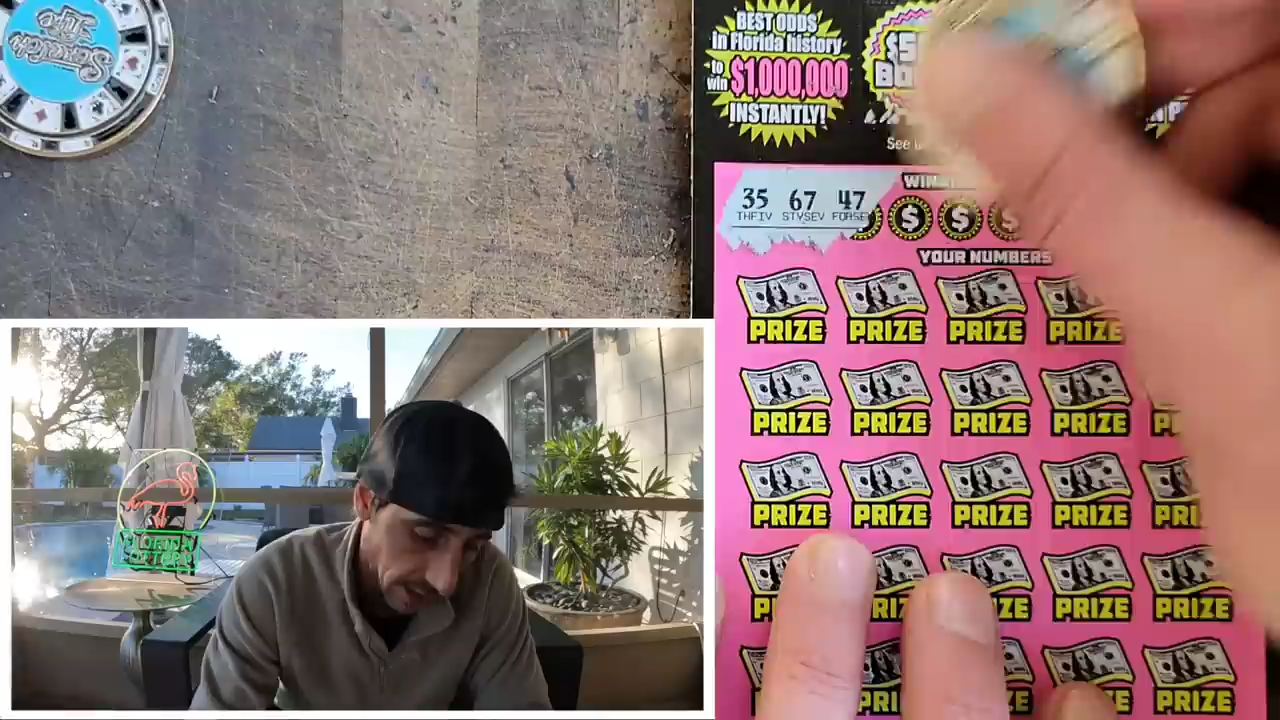 Scratch
Life
BEST ODDS
in Florida history
to win $1,000,000
INSTANTLY!
See
35 67 47
THFIV STYSEV FORSE
$ $
YOUR NUMBERS
PRIZE PRIZE PRIZE PRIZE
PRIZE PRIZE PRIZE PRIZE
PRIZE PRIZE PRIZE PRIZE
PRIZE PRIZE
PRIZE PRIZE
FLORIDA
LOTTERY